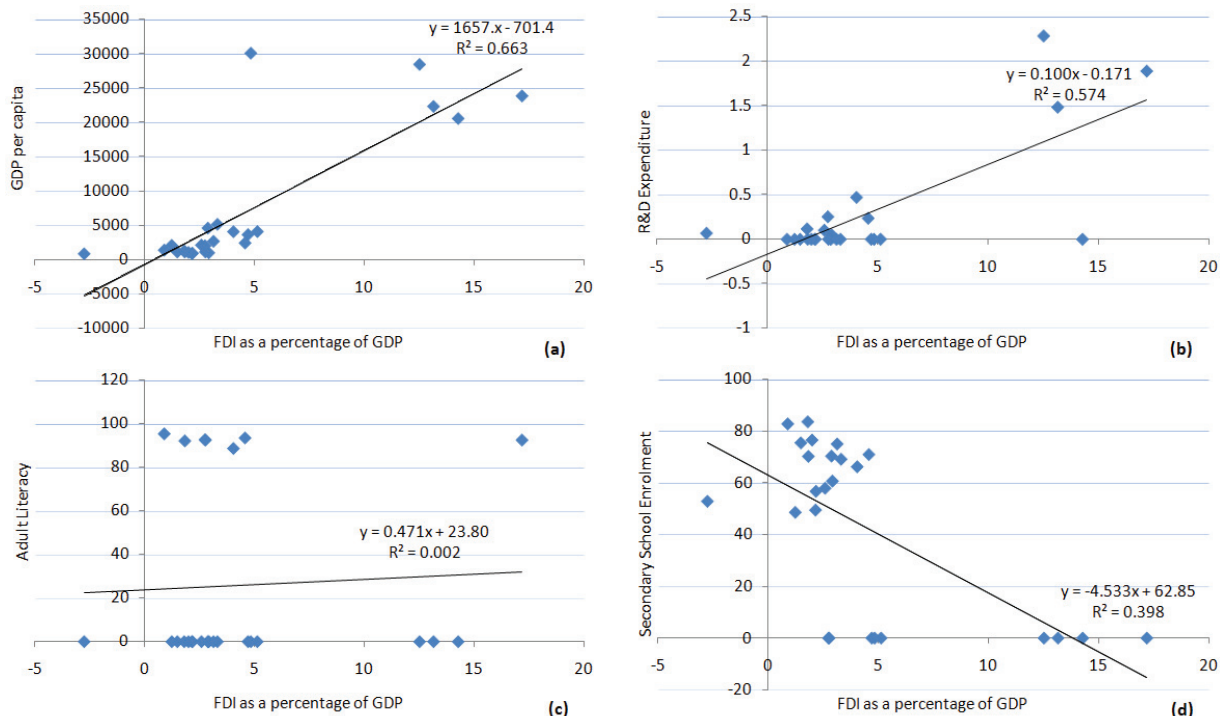 35000
30000
25000
20000
15000
10000
5000
0
-5000
-10000
-5
0
5
10
15
20
GDP per capita
y = 1657.x - 701.4
R² = 0.663
FDI as a percentage of GDP
(a)
2.5
2
1.5
1
0.5
0
-0.5
-1
-5
0
5
10
15
20
R&D Expenditure
y = 0.100x - 0.171
R² = 0.574
FDI as a percentage of GDP
(b)
120
100
80
60
40
20
0
-5
0
5
10
15
20
Adult Literacy
y = 0.471x + 23.80
R² = 0.002
FDI as a percentage of GDP
(c)
100
80
60
40
20
0
-20
-5
0
5
10
15
20
Secondary School Enrolment
y = -4.533x + 62.85
R² = 0.398
FDI as a percentage of GDP
(d)